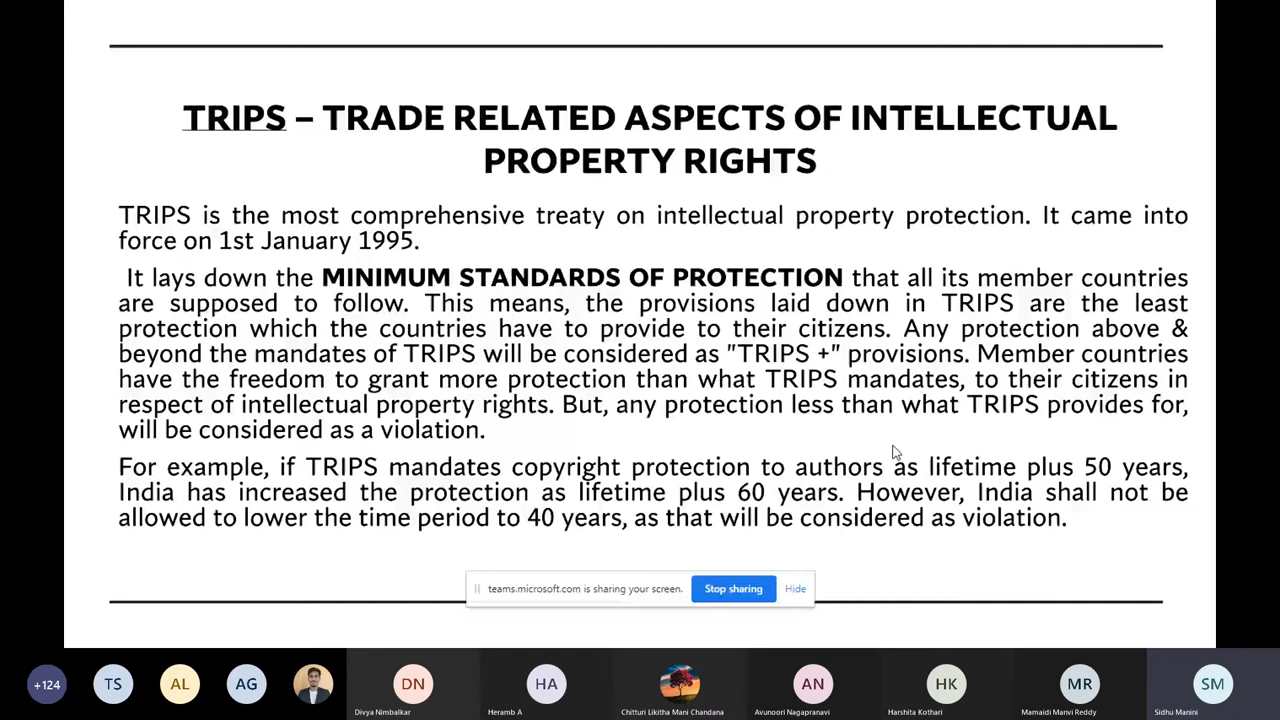 TRIPS – TRADE RELATED ASPECTS OF INTELLECTUAL
PROPERTY RIGHTS
TRIPS is the most comprehensive treaty on intellectual property protection. It came into
force on 1st January 1995.
It lays down the MINIMUM STANDARDS OF PROTECTION that all its member countries
are supposed to follow. This means, the provisions laid down in TRIPS are the least
protection which the countries have to provide to their citizens. Any protection above &
beyond the mandates of TRIPS will be considered as "TRIPS +" provisions. Member countries
have the freedom to grant more protection than what TRIPS mandates, to their citizens in
respect of intellectual property rights. But, any protection less than what TRIPS provides for,
will be considered as a violation.
For example, if TRIPS mandates copyright protection to authors as lifetime plus 50 years,
India has increased the protection as lifetime plus 60 years. However, India shall not be
allowed to lower the time period to 40 years, as that will be considered as violation.
teams.microsoft.com is sharing your screen. Stop sharing Hide
+124 TS AL AG DN HA AN HK MR SM
Divya Nimbalkar Heramb A Chitturi Likitha Mani Chandana Avunoori Nagapranavi Harshita Kothari Mamaidi Manvi Reddy Sidhu Manini